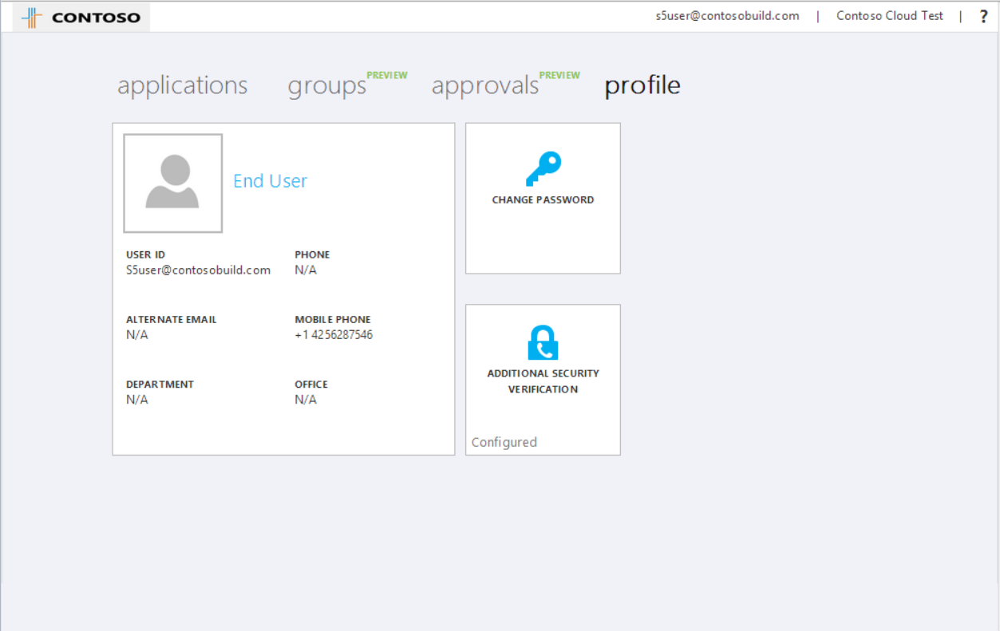 CONTOSO
s5user@contosobuild.com | Contoso Cloud Test | ?
applications groups PREVIEW approvals PREVIEW profile
End User
USER ID
S5user@contosobuild.com
PHONE
N/A
ALTERNATE EMAIL
N/A
MOBILE PHONE
+1 4256287546
DEPARTMENT
N/A
OFFICE
N/A
CHANGE PASSWORD
ADDITIONAL SECURITY
VERIFICATION
Configured